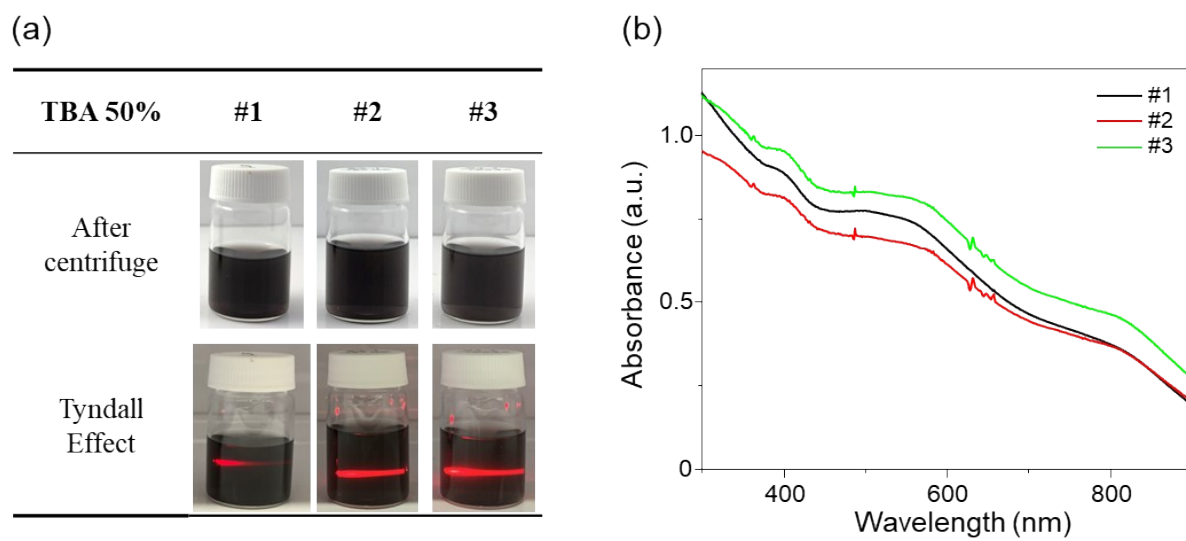 (a)
TBA 50% #1 #2 #3
After
centrifuge
Tyndall
Effect
(b)
#1
#2
#3
1.0
0.5
0
Absorbance (a.u.)
400 600 800
Wavelength (nm)